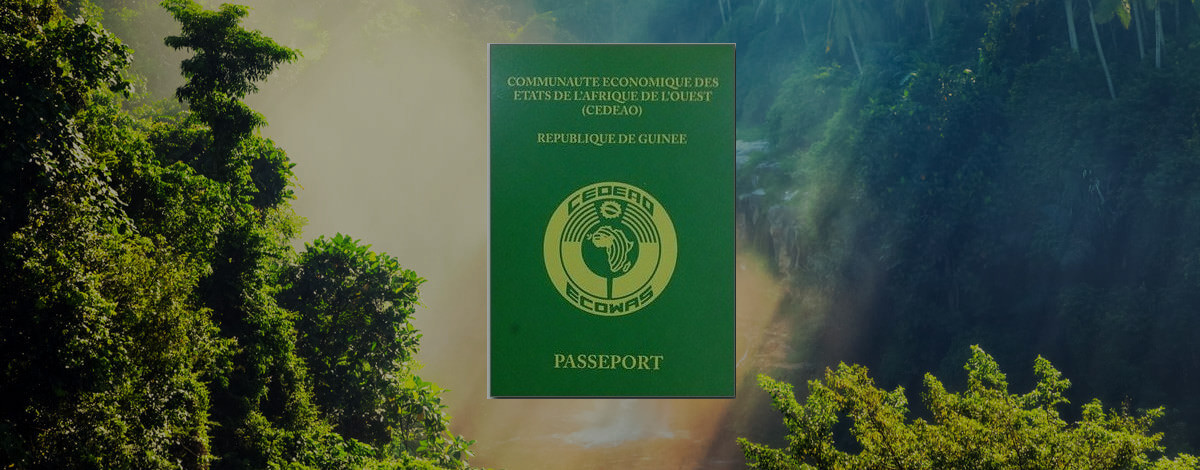 COMMUNAUTE ECONOMIQUE DES
ETATS DE L'AFRIQUE DE L'OUEST
(CEDEAO)
REPUBLIQUE DE GUINEE
CEDEAO
ECOWAS
PASSEPORT